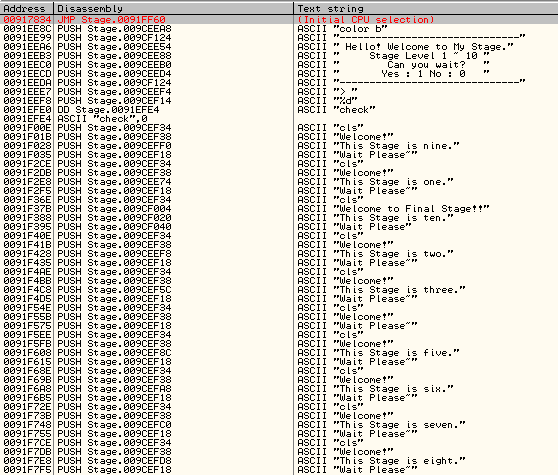 Address Disassembly Text string
00917834 JMP Stage.0091FF60 (Initial CPU selection)
0091EE8C PUSH Stage.009CEEA8 ASCII "color b"
0091EE99 PUSH Stage.009CF124 ASCII "-------------------------------"
0091EEA6 PUSH Stage.009CEE54 ASCII " Hello! Welcome to My Stage."
0091EEB3 PUSH Stage.009CEE88 ASCII " Stage Level 1 ~ 10 "
0091EEC0 PUSH Stage.009CEEB0 ASCII " Can you wait? "
0091EECD PUSH Stage.009CEED4 ASCII " Yes : 1 No : 0 "
0091EEDA PUSH Stage.009CF124 ASCII "-------------------------------"
0091EEE7 PUSH Stage.009CEEF4 ASCII "> "
0091EEF8 PUSH Stage.009CEF14 ASCII "%d"
0091EFE0 DD Stage.0091EFE4 ASCII "check"
0091EFE4 ASCII "check",0
0091F00E PUSH Stage.009CEF34 ASCII "cls"
0091F01B PUSH Stage.009CEF38 ASCII "Welcome!"
0091F028 PUSH Stage.009CEFF0 ASCII "This Stage is nine."
0091F035 PUSH Stage.009CEF18 ASCII "Wait Please~"
0091F2CE PUSH Stage.009CEF34 ASCII "cls"
0091F2DB PUSH Stage.009CEF38 ASCII "Welcome!"
0091F2E8 PUSH Stage.009CEE74 ASCII "This Stage is one."
0091F2F5 PUSH Stage.009CEF18 ASCII "Wait Please~"
0091F36E PUSH Stage.009CEF34 ASCII "cls"
0091F37B PUSH Stage.009CF004 ASCII "Welcome to Final Stage!!"
0091F388 PUSH Stage.009CF020 ASCII "This Stage is ten."
0091F395 PUSH Stage.009CF040 ASCII "Wait Please"
0091F40E PUSH Stage.009CEF34 ASCII "cls"
0091F41B PUSH Stage.009CEF38 ASCII "Welcome!"
0091F428 PUSH Stage.009CEF78 ASCII "This Stage is two."
0091F435 PUSH Stage.009CEF18 ASCII "Wait Please~"
0091F4AE PUSH Stage.009CEF34 ASCII "cls"
0091F4BB PUSH Stage.009CEF38 ASCII "Welcome!"
0091F4C8 PUSH Stage.009CEF5C ASCII "This Stage is three."
0091F4D5 PUSH Stage.009CEF18 ASCII "Wait Please~"
0091F54E PUSH Stage.009CEF34 ASCII "cls"
0091F55B PUSH Stage.009CEF38 ASCII "Welcome!"
0091F575 PUSH Stage.009CEF18 ASCII "Wait Please~"
0091F5EE PUSH Stage.009CEF34 ASCII "cls"
0091F5FB PUSH Stage.009CEF38 ASCII "Welcome!"
0091F608 PUSH Stage.009CEF8C ASCII "This Stage is five."
0091F615 PUSH Stage.009CEF18 ASCII "Wait Please~"
0091F68E PUSH Stage.009CEF34 ASCII "cls"
0091F69B PUSH Stage.009CEF38 ASCII "Welcome!"
0091F6A8 PUSH Stage.009CEFA8 ASCII "This Stage is six."
0091F6B5 PUSH Stage.009CEF18 ASCII "Wait Please~"
0091F72E PUSH Stage.009CEF34 ASCII "cls"
0091F73B PUSH Stage.009CEF38 ASCII "Welcome!"
0091F748 PUSH Stage.009CEFC0 ASCII "This Stage is seven."
0091F755 PUSH Stage.009CEF18 ASCII "Wait Please~"
0091F7CE PUSH Stage.009CEF34 ASCII "cls"
0091F7DB PUSH Stage.009CEF38 ASCII "Welcome!"
0091F7E8 PUSH Stage.009CEFD8 ASCII "This Stage is eight."
0091F7F5 PUSH Stage.009CEF18 ASCII "Wait Please~"